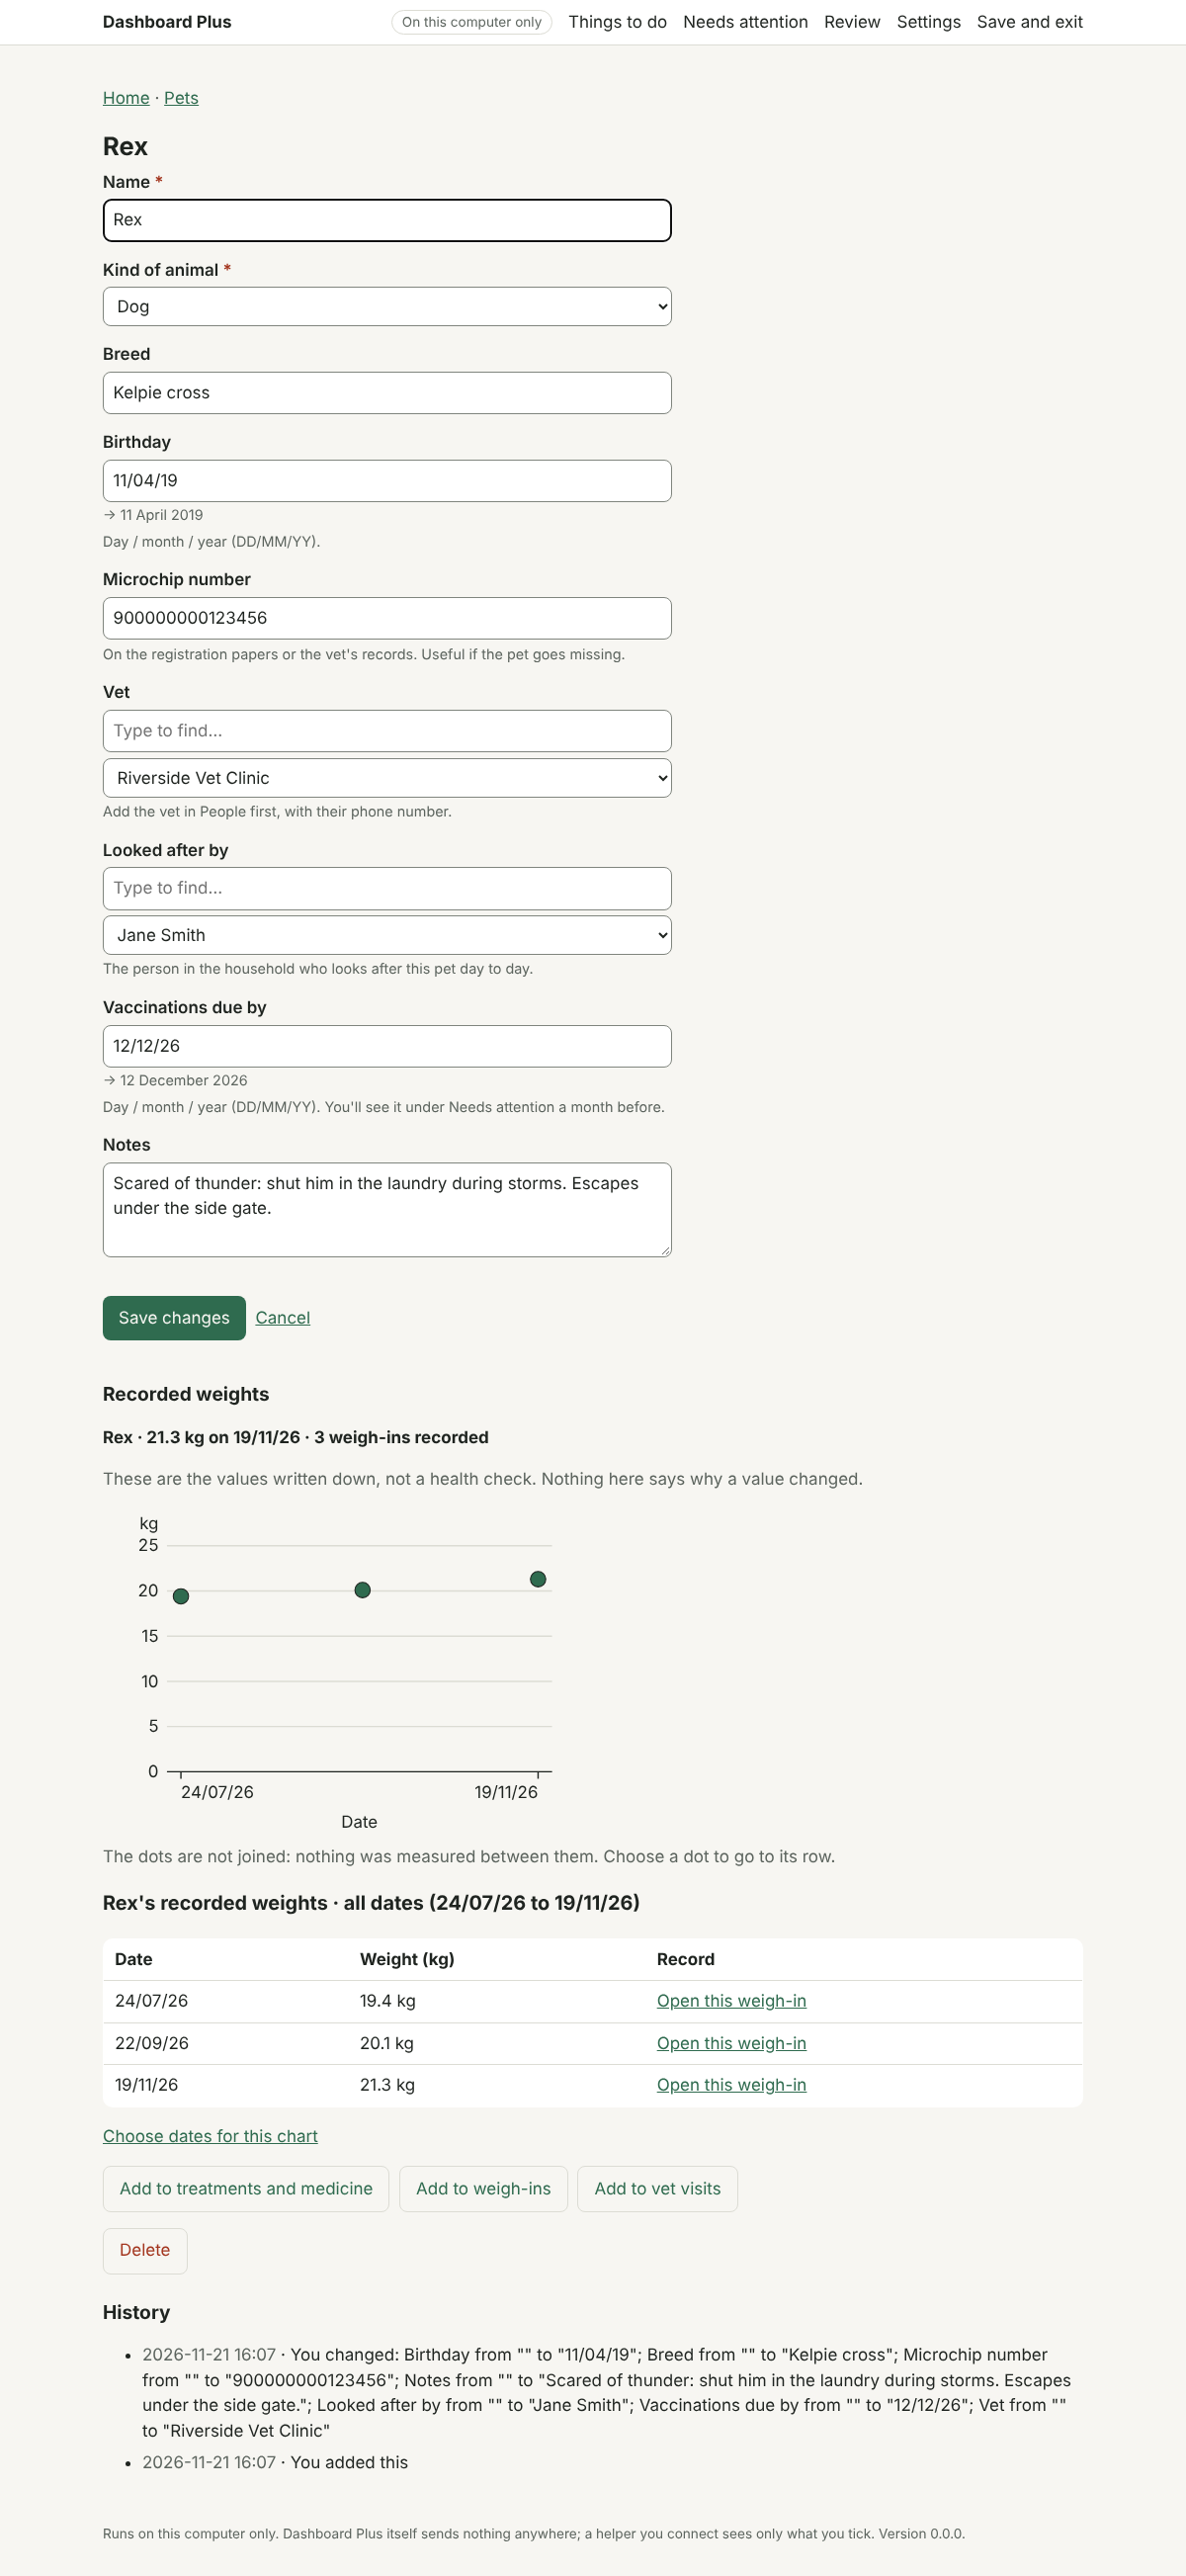 Dashboard Plus
On this computer only
Things to do
Needs attention
Review
Settings
Save and exit
Home · Pets
Rex
Name *
Rex
Kind of animal *
Dog
Breed
Kelpie cross
Birthday
11/04/19
→ 11 April 2019
Day / month / year (DD/MM/YY).
Microchip number
900000000123456
On the registration papers or the vet's records. Useful if the pet goes missing.
Vet
Type to find...
Riverside Vet Clinic
Add the vet in People first, with their phone number.
Looked after by
Type to find...
Jane Smith
The person in the household who looks after this pet day to day.
Vaccinations due by
12/12/26
→ 12 December 2026
Day / month / year (DD/MM/YY). You'll see it under Needs attention a month before.
Notes
Scared of thunder: shut him in the laundry during storms. Escapes
under the side gate.
Save changes
Cancel
Recorded weights
Rex · 21.3 kg on 19/11/26 · 3 weigh-ins recorded
These are the values written down, not a health check. Nothing here says why a value changed.
kg
25
20
15
10
5
0
24/07/26
19/11/26
Date
The dots are not joined: nothing was measured between them. Choose a dot to go to its row.
Rex's recorded weights · all dates (24/07/26 to 19/11/26)
Date Weight (kg) Record
24/07/26 19.4 kg Open this weigh-in
22/09/26 20.1 kg Open this weigh-in
19/11/26 21.3 kg Open this weigh-in
Choose dates for this chart
Add to treatments and medicine
Add to weigh-ins
Add to vet visits
Delete
History
2026-11-21 16:07 · You changed: Birthday from "" to "11/04/19"; Breed from "" to "Kelpie cross"; Microchip number
from "" to "900000000123456"; Notes from "" to "Scared of thunder: shut him in the laundry during storms. Escapes
under the side gate."; Looked after by from "" to "Jane Smith"; Vaccinations due by from "" to "12/12/26"; Vet from ""
to "Riverside Vet Clinic"
2026-11-21 16:07 · You added this
Runs on this computer only. Dashboard Plus itself sends nothing anywhere; a helper you connect sees only what you tick. Version 0.0.0.